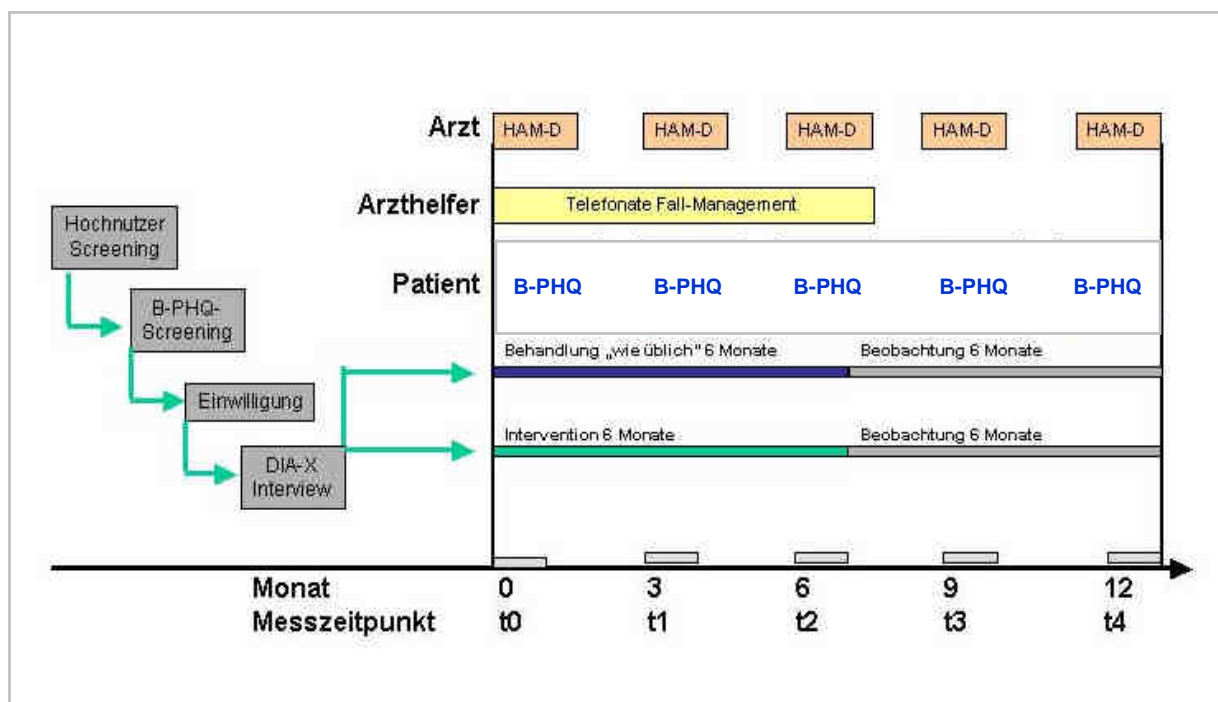 Arzt HAM-D HAM-D HAM-D HAM-D HAM-D
Arzthelfer Telefonate Fall-Management
Hochnutzer
Screening
Patient B-PHQ B-PHQ B-PHQ B-PHQ B-PHQ
B-PHQ-
Screening
Behandlung „wie üblich" 6 Monate Beobachtung 6 Monate
Einwilligung
Intervention 6 Monate Beobachtung 6 Monate
DIA-X
Interview
Monat 0 3 6 9 12
Messzeitpunkt t0 t1 t2 t3 t4